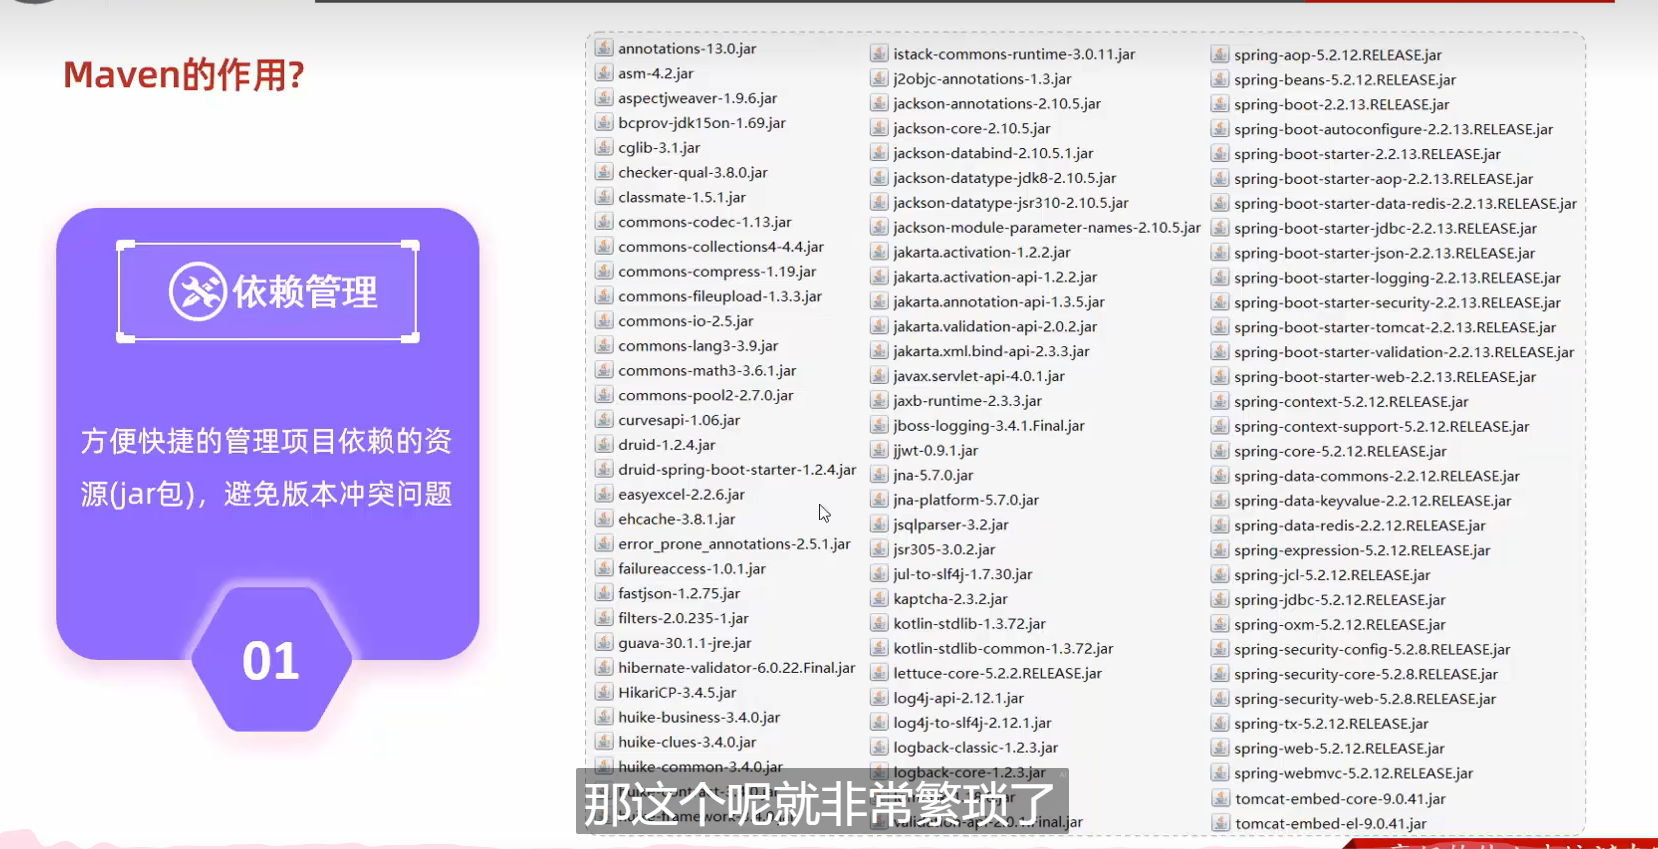 Maven的作用?
依赖管理
方便快捷的管理项目依赖的资
源(jar包)，避免版本冲突问题
01
annotations-13.0.jar
asm-4.2.jar
aspectjweaver-1.9.6.jar
bcprov-jdk15on-1.69.jar
cglib-3.1.jar
checker-qual-3.8.0.jar
classmate-1.5.1.jar
commons-codec-1.13.jar
commons-collections4-4.4.jar
commons-compress-1.19.jar
commons-fileupload-1.3.3.jar
commons-io-2.5.jar
commons-lang3-3.9.jar
commons-math3-3.6.1.jar
commons-pool2-2.7.0.jar
curvesapi-1.06.jar
druid-1.2.4.jar
druid-spring-boot-starter-1.2.4.jar
easyexcel-2.2.6.jar
ehcache-3.8.1.jar
error_prone_annotations-2.5.1.jar
failureaccess-1.0.1.jar
fastjson-1.2.75.jar
filters-2.0.235-1.jar
guava-30.1.1-jre.jar
hibernate-validator-6.0.22.Final.jar
HikariCP-3.4.5.jar
huike-business-3.4.0.jar
huike-clues-3.4.0.jar
huike-common-3.4.0.jar
huike-contract-3.4.0.jar
huike-framework-3.4.0.jar
istack-commons-runtime-3.0.11.jar
j2objc-annotations-1.3.jar
jackson-annotations-2.10.5.jar
jackson-core-2.10.5.jar
jackson-databind-2.10.5.1.jar
jackson-datatype-jdk8-2.10.5.jar
jackson-datatype-jsr310-2.10.5.jar
jackson-module-parameter-names-2.10.5.jar
jakarta.activation-1.2.2.jar
jakarta.activation-api-1.2.2.jar
jakarta.annotation-api-1.3.5.jar
jakarta.validation-api-2.0.2.jar
jakarta.xml.bind-api-2.3.3.jar
javax.servlet-api-4.0.1.jar
jaxb-runtime-2.3.3.jar
jboss-logging-3.4.1.Final.jar
jjwt-0.9.1.jar
jna-5.7.0.jar
jna-platform-5.7.0.jar
jsqlparser-3.2.jar
jsr305-3.0.2.jar
jul-to-slf4j-1.7.30.jar
kaptcha-2.3.2.jar
kotlin-stdlib-1.3.72.jar
kotlin-stdlib-common-1.3.72.jar
lettuce-core-5.2.2.RELEASE.jar
log4j-api-2.12.1.jar
log4j-to-slf4j-2.12.1.jar
logback-classic-1.2.3.jar
logback-core-1.2.3.jar
spring-aop-5.2.12.RELEASE.jar
spring-beans-5.2.12.RELEASE.jar
spring-boot-2.2.13.RELEASE.jar
spring-boot-autoconfigure-2.2.13.RELEASE.jar
spring-boot-starter-2.2.13.RELEASE.jar
spring-boot-starter-aop-2.2.13.RELEASE.jar
spring-boot-starter-data-redis-2.2.13.RELEASE.jar
spring-boot-starter-jdbc-2.2.13.RELEASE.jar
spring-boot-starter-json-2.2.13.RELEASE.jar
spring-boot-starter-logging-2.2.13.RELEASE.jar
spring-boot-starter-security-2.2.13.RELEASE.jar
spring-boot-starter-tomcat-2.2.13.RELEASE.jar
spring-boot-starter-validation-2.2.13.RELEASE.jar
spring-boot-starter-web-2.2.13.RELEASE.jar
spring-context-5.2.12.RELEASE.jar
spring-context-support-5.2.12.RELEASE.jar
spring-core-5.2.12.RELEASE.jar
spring-data-commons-2.2.12.RELEASE.jar
spring-data-keyvalue-2.2.12.RELEASE.jar
spring-data-redis-2.2.12.RELEASE.jar
spring-expression-5.2.12.RELEASE.jar
spring-jcl-5.2.12.RELEASE.jar
spring-jdbc-5.2.12.RELEASE.jar
spring-oxm-5.2.12.RELEASE.jar
spring-security-config-5.2.8.RELEASE.jar
spring-security-core-5.2.8.RELEASE.jar
spring-security-web-5.2.8.RELEASE.jar
spring-tx-5.2.12.RELEASE.jar
spring-web-5.2.12.RELEASE.jar
spring-webmvc-5.2.12.RELEASE.jar
tomcat-embed-core-9.0.41.jar
tomcat-embed-el-9.0.41.jar
那这个呢就非常繁琐了